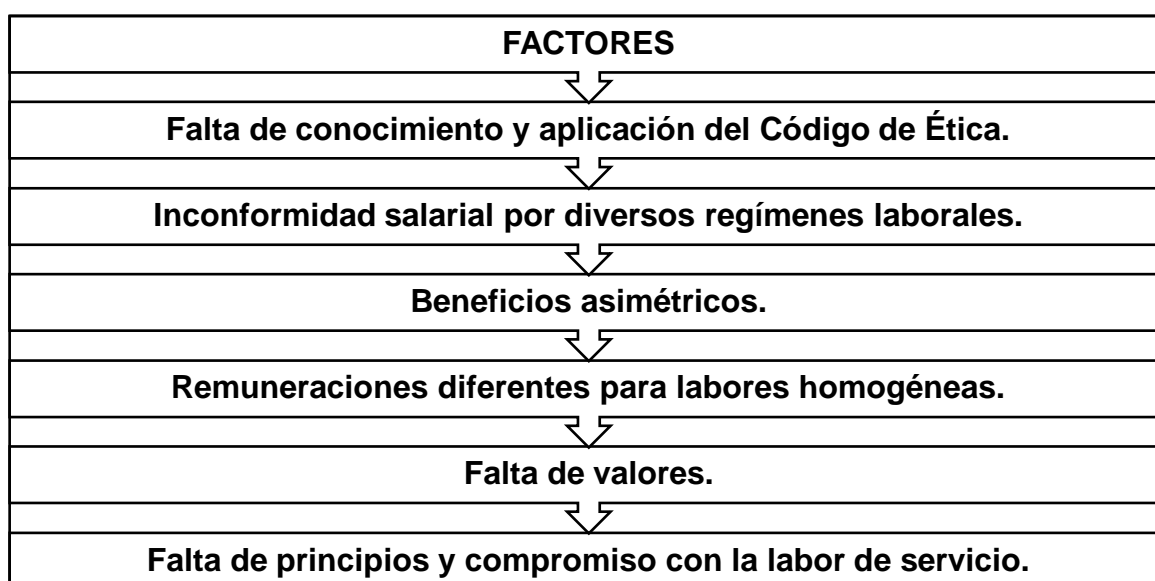 FACTORES
Falta de conocimiento y aplicación del Código de Ética.
Inconformidad salarial por diversos regímenes laborales.
Beneficios asimétricos.
Remuneraciones diferentes para labores homogéneas.
Falta de valores.
Falta de principios y compromiso con la labor de servicio.